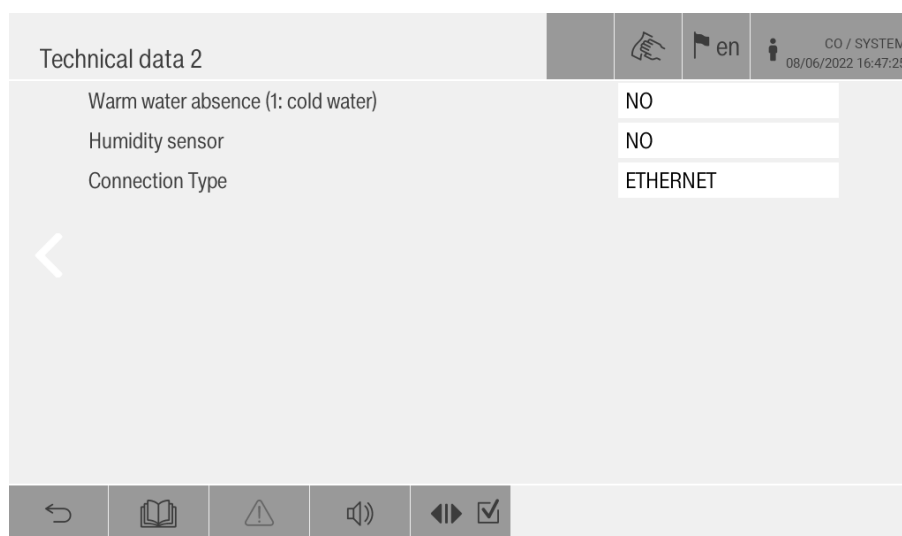 Technical data 2
en
CO / SYSTEM
08/06/2022 16:47:25
Warm water absence (1: cold water)
NO
Humidity sensor
NO
Connection Type
ETHERNET